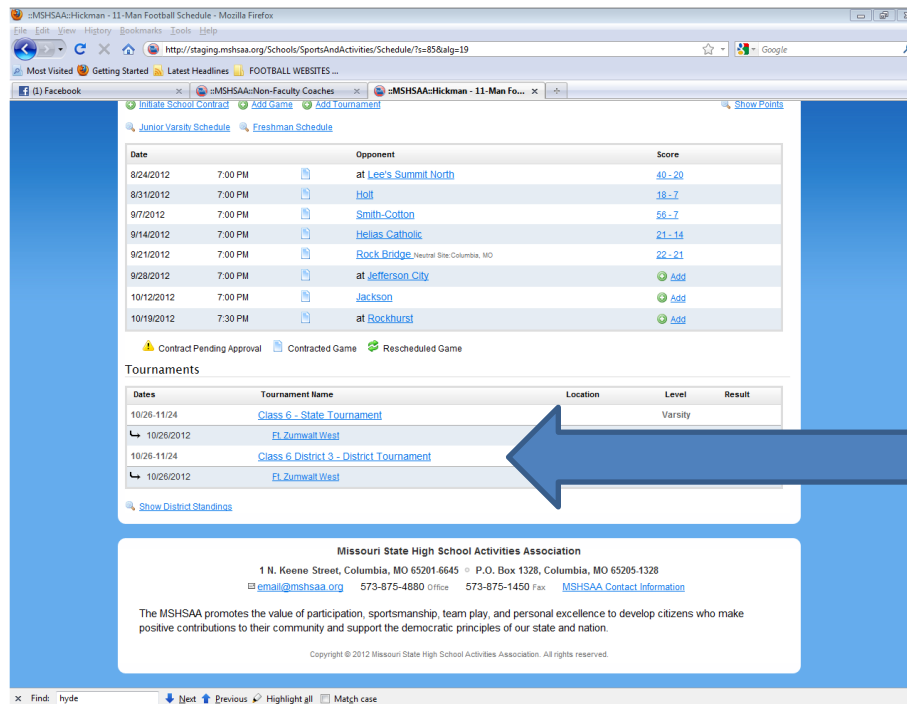 ::MSHSAA::Hickman - 11-Man Football Schedule - Mozilla Firefox
File Edit View History Bookmarks Tools Help
http://staging.mshsaa.org/Schools/SportsAndActivities/Schedule/?s=85&alg=19 Google
Most Visited Getting Started Latest Headlines FOOTBALL WEBSITES ...
(1) Facebook × ::MSHSAA::Non-Faculty Coaches × ::MSHSAA::Hickman - 11-Man Fo... ×
Initiate School Contract Add Game Add Tournament Show Points
Junior Varsity Schedule Freshman Schedule
Date Opponent Score
8/24/2012 7:00 PM at Lee's Summit North 40 - 20
8/31/2012 7:00 PM Holt 18 - 7
9/7/2012 7:00 PM Smith-Cotton 56 - 7
9/14/2012 7:00 PM Helias Catholic 21 - 14
9/21/2012 7:00 PM Rock Bridge Neutral Site: Columbia, MO 22 - 21
9/28/2012 7:00 PM at Jefferson City Add
10/12/2012 7:00 PM Jackson Add
10/19/2012 7:30 PM at Rockhurst Add
Contract Pending Approval Contracted Game Rescheduled Game
Tournaments
Dates Tournament Name Location Level Result
10/26-11/24 Class 6 - State Tournament Varsity
10/26/2012 Ft. Zumwalt West
10/26-11/24 Class 6 District 3 - District Tournament
10/26/2012 Ft. Zumwalt West
Show District Standings
Missouri State High School Activities Association
1 N. Keene Street, Columbia, MO 65201-6645 ○ P.O. Box 1328, Columbia, MO 65205-1328
email@mshsaa.org 573-875-4880 Office 573-875-1450 Fax MSHSAA Contact Information
The MSHSAA promotes the value of participation, sportsmanship, team play, and personal excellence to develop citizens who make
positive contributions to their community and support the democratic principles of our state and nation.
Copyright © 2012 Missouri State High School Activities Association. All rights reserved.
× Find: hyde Next Previous Highlight all Match case